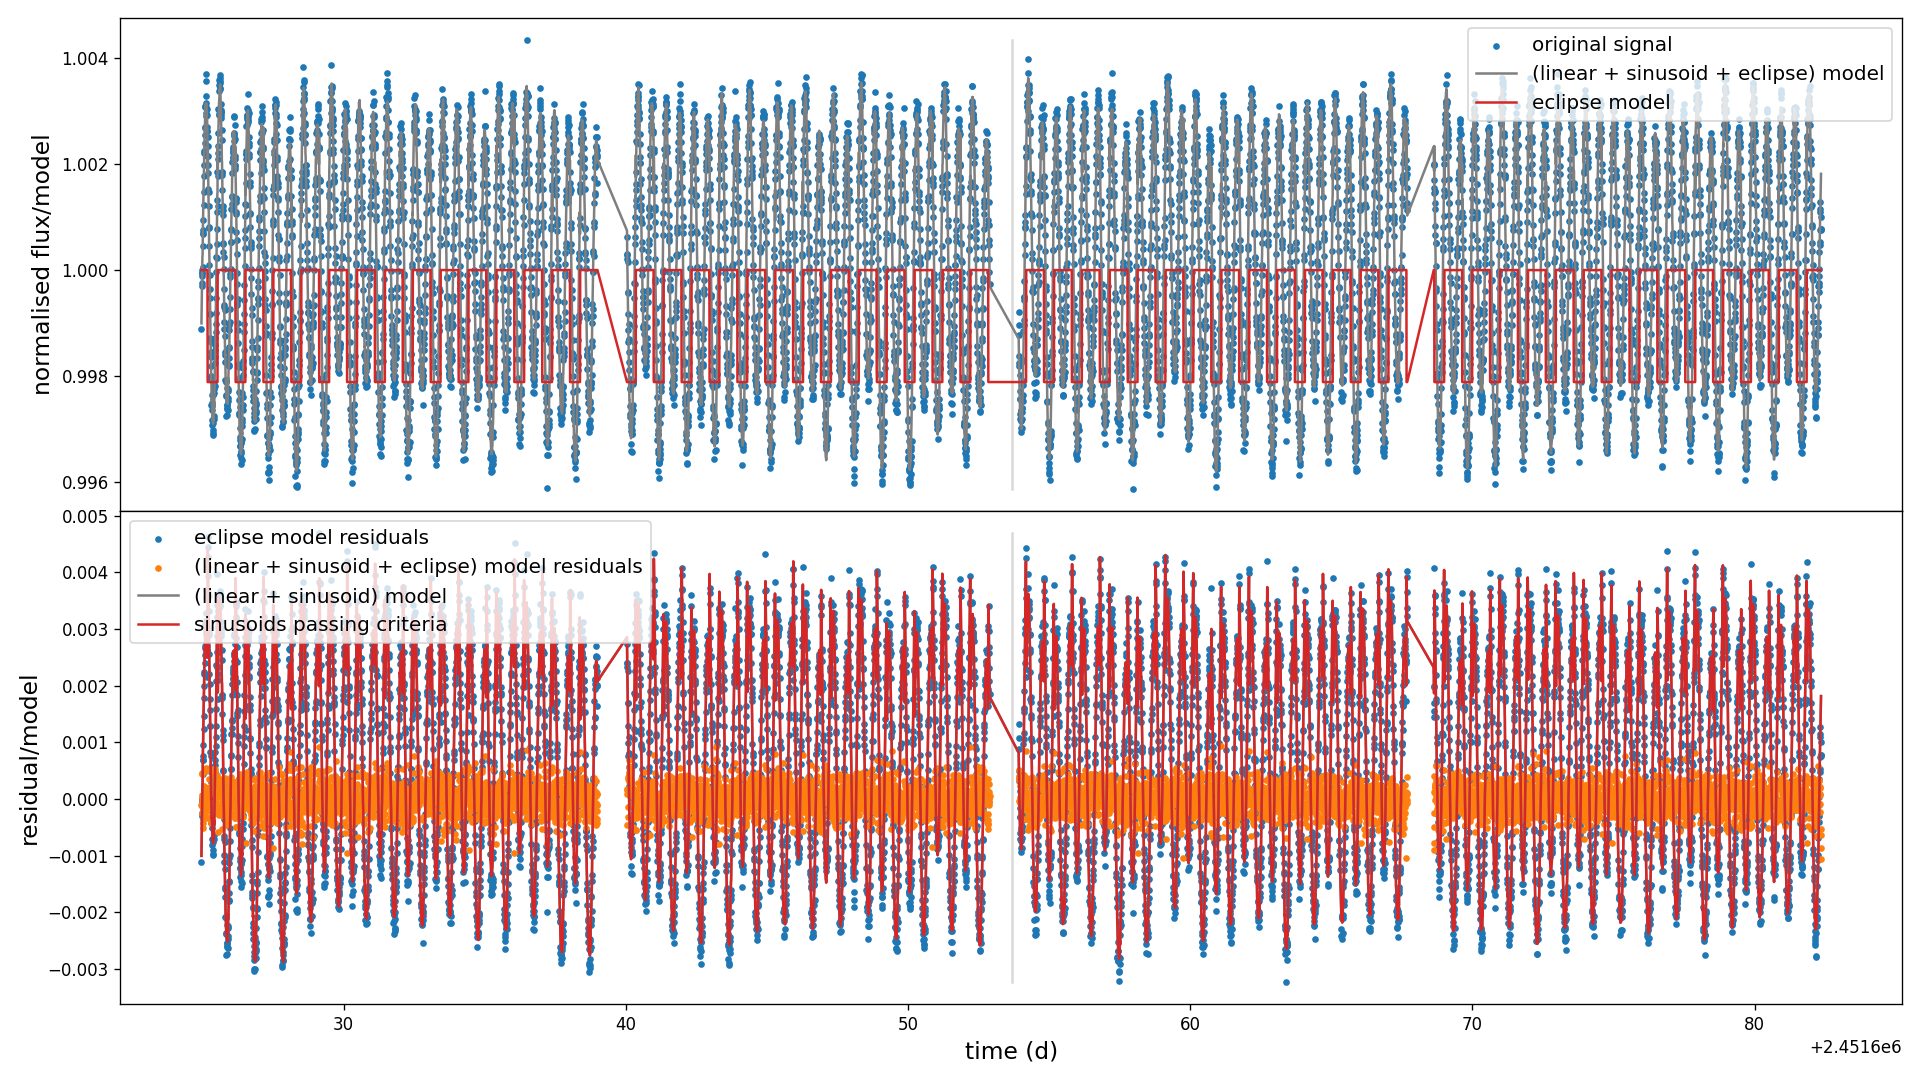 1.004
1.002
1.000
0.998
0.996
normalised flux/model
original signal
(linear + sinusoid + eclipse) model
eclipse model
0.005
0.004
0.003
0.002
0.001
0.000
−0.001
−0.002
−0.003
residual/model
eclipse model residuals
(linear + sinusoid + eclipse) model residuals
(linear + sinusoid) model
sinusoids passing criteria
30
40
50
60
70
80
time (d)
+2.4516e6